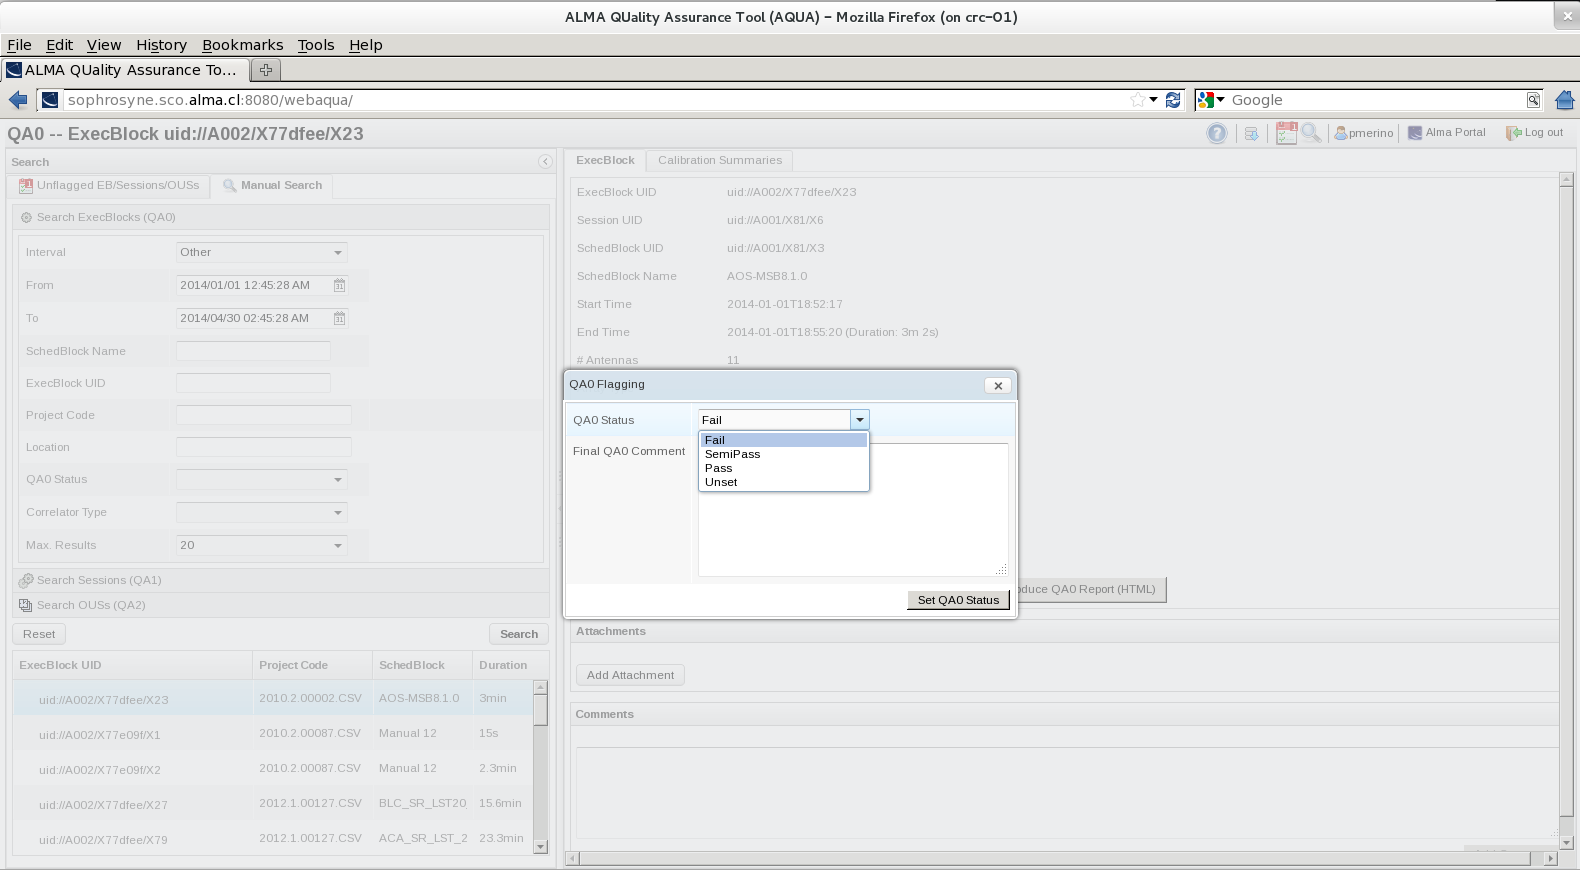 ALMA QUality Assurance Tool (AQUA) – Mozilla Firefox (on crc-01)
File Edit View History Bookmarks Tools Help
ALMA QUality Assurance To...
sophrosyne.sco.alma.cl:8080/webaqua/
Google
QA0 -- ExecBlock uid://A002/X77dfee/X23
pmerino
Alma Portal
Log out
Search
Unflagged EB/Sessions/OUSs
Manual Search
Search ExecBlocks (QA0)
Interval Other
From 2014/01/01 12:45:28 AM
To 2014/04/30 02:45:28 AM
SchedBlock Name
ExecBlock UID
Project Code
Location
QA0 Status
Correlator Type
Max. Results 20
Search Sessions (QA1)
Search OUSs (QA2)
Reset Search
ExecBlock UID Project Code SchedBlock Duration
uid://A002/X77dfee/X23 2010.2.00002.CSV AOS-MSB8.1.0 3min
uid://A002/X77e09f/X1 2010.2.00087.CSV Manual 12 15s
uid://A002/X77e09f/X2 2010.2.00087.CSV Manual 12 2.3min
uid://A002/X77dfee/X27 2012.1.00127.CSV BLC_SR_LST20 15.6min
uid://A002/X77dfee/X79 2012.1.00127.CSV ACA_SR_LST_2 23.3min
ExecBlock Calibration Summaries
ExecBlock UID uid://A002/X77dfee/X23
Session UID uid://A001/X81/X6
SchedBlock UID uid://A001/X81/X3
SchedBlock Name AOS-MSB8.1.0
Start Time 2014-01-01T18:52:17
End Time 2014-01-01T18:55:20 (Duration: 3m 2s)
# Antennas 11
QA0 Flagging
QA0 Status Fail
Fail
SemiPass
Pass
Unset
Final QA0 Comment
Set QA0 Status
duce QA0 Report (HTML)
Attachments
Add Attachment
Comments